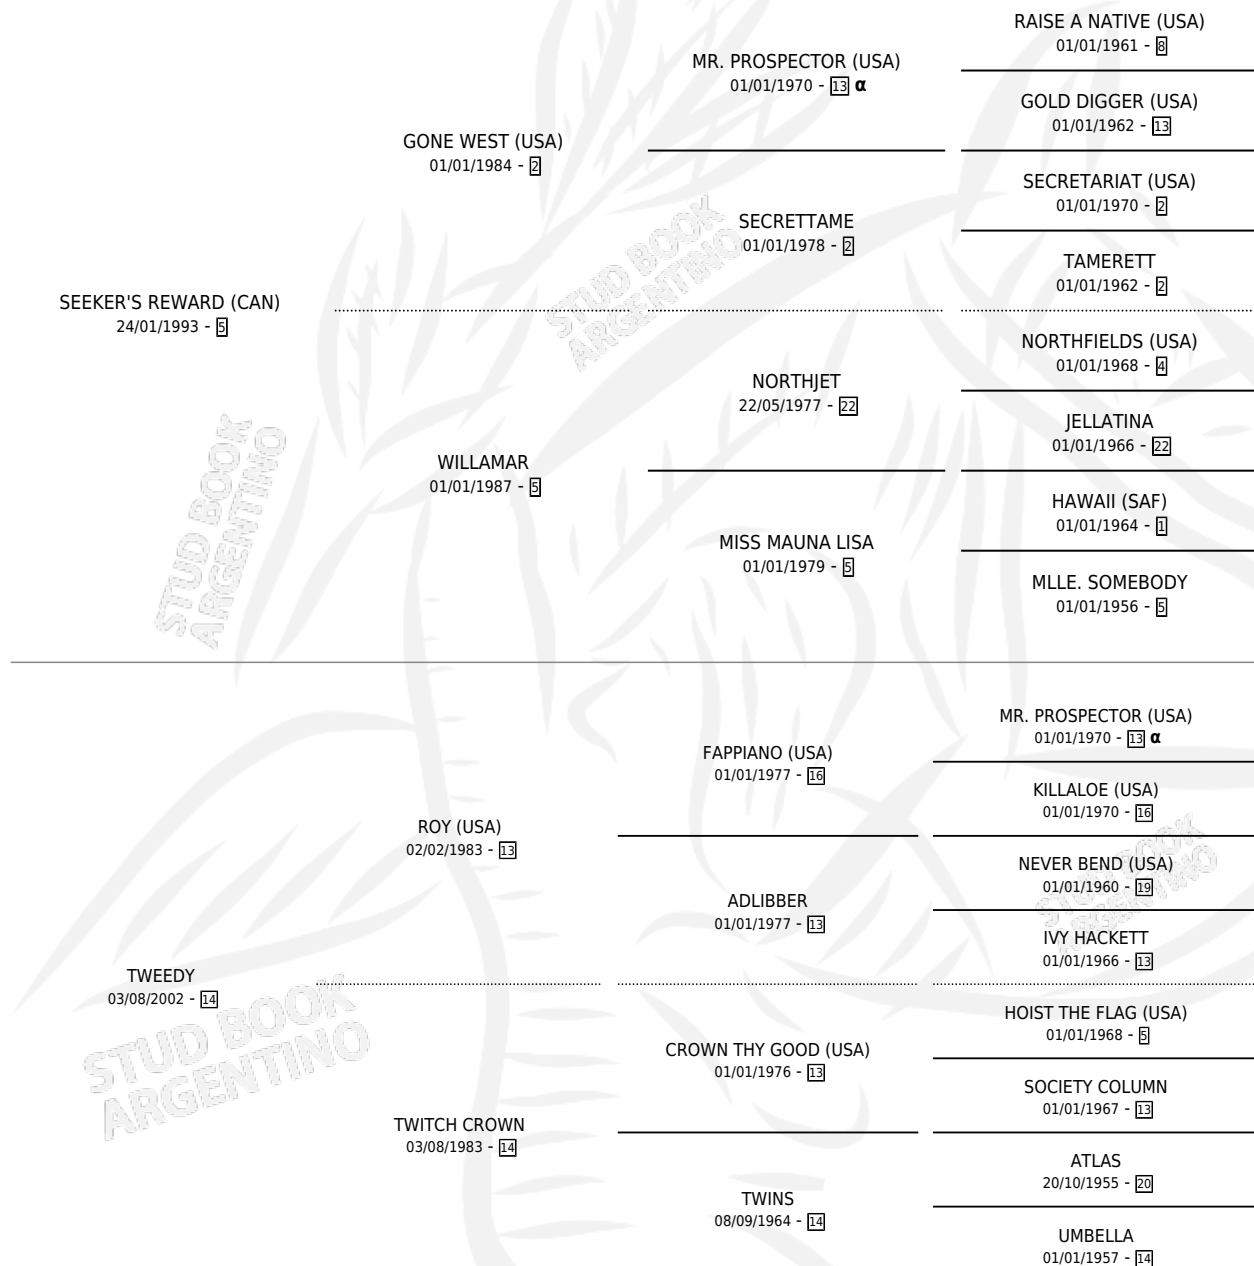 RAISE A NATIVE (USA)
01/01/1961 - 8
MR. PROSPECTOR (USA)
01/01/1970 - 13 α
GOLD DIGGER (USA)
01/01/1962 - 13
GONE WEST (USA)
01/01/1984 - 2
SECRETARIAT (USA)
01/01/1970 - 2
SECRETTAME
01/01/1978 - 2
TAMERETT
01/01/1962 - 2
SEEKER'S REWARD (CAN)
24/01/1993 - 5
NORTHFIELDS (USA)
01/01/1968 - 4
NORTHJET
22/05/1977 - 22
JELLATINA
01/01/1966 - 22
WILLAMAR
01/01/1987 - 5
HAWAII (SAF)
01/01/1964 - 1
MISS MAUNA LISA
01/01/1979 - 5
MLLE. SOMEBODY
01/01/1956 - 5
STUD BOOK
ARGENTINO
STUD BOOK
ARGENTINO
MR. PROSPECTOR (USA)
01/01/1970 - 13 α
FAPPIANO (USA)
01/01/1977 - 16
KILLALOE (USA)
01/01/1970 - 16
ROY (USA)
02/02/1983 - 13
NEVER BEND (USA)
01/01/1960 - 19
ADLIBBER
01/01/1977 - 13
IVY HACKETT
01/01/1966 - 13
TWEEDY
03/08/2002 - 14
HOIST THE FLAG (USA)
01/01/1968 - 5
CROWN THY GOOD (USA)
01/01/1976 - 13
SOCIETY COLUMN
01/01/1967 - 13
TWITCH CROWN
03/08/1983 - 14
ATLAS
20/10/1955 - 20
TWINS
08/09/1964 - 14
UMBELLA
01/01/1957 - 14
STUD BOOK
ARGENTINO
STUD BOOK
ARGENTINO